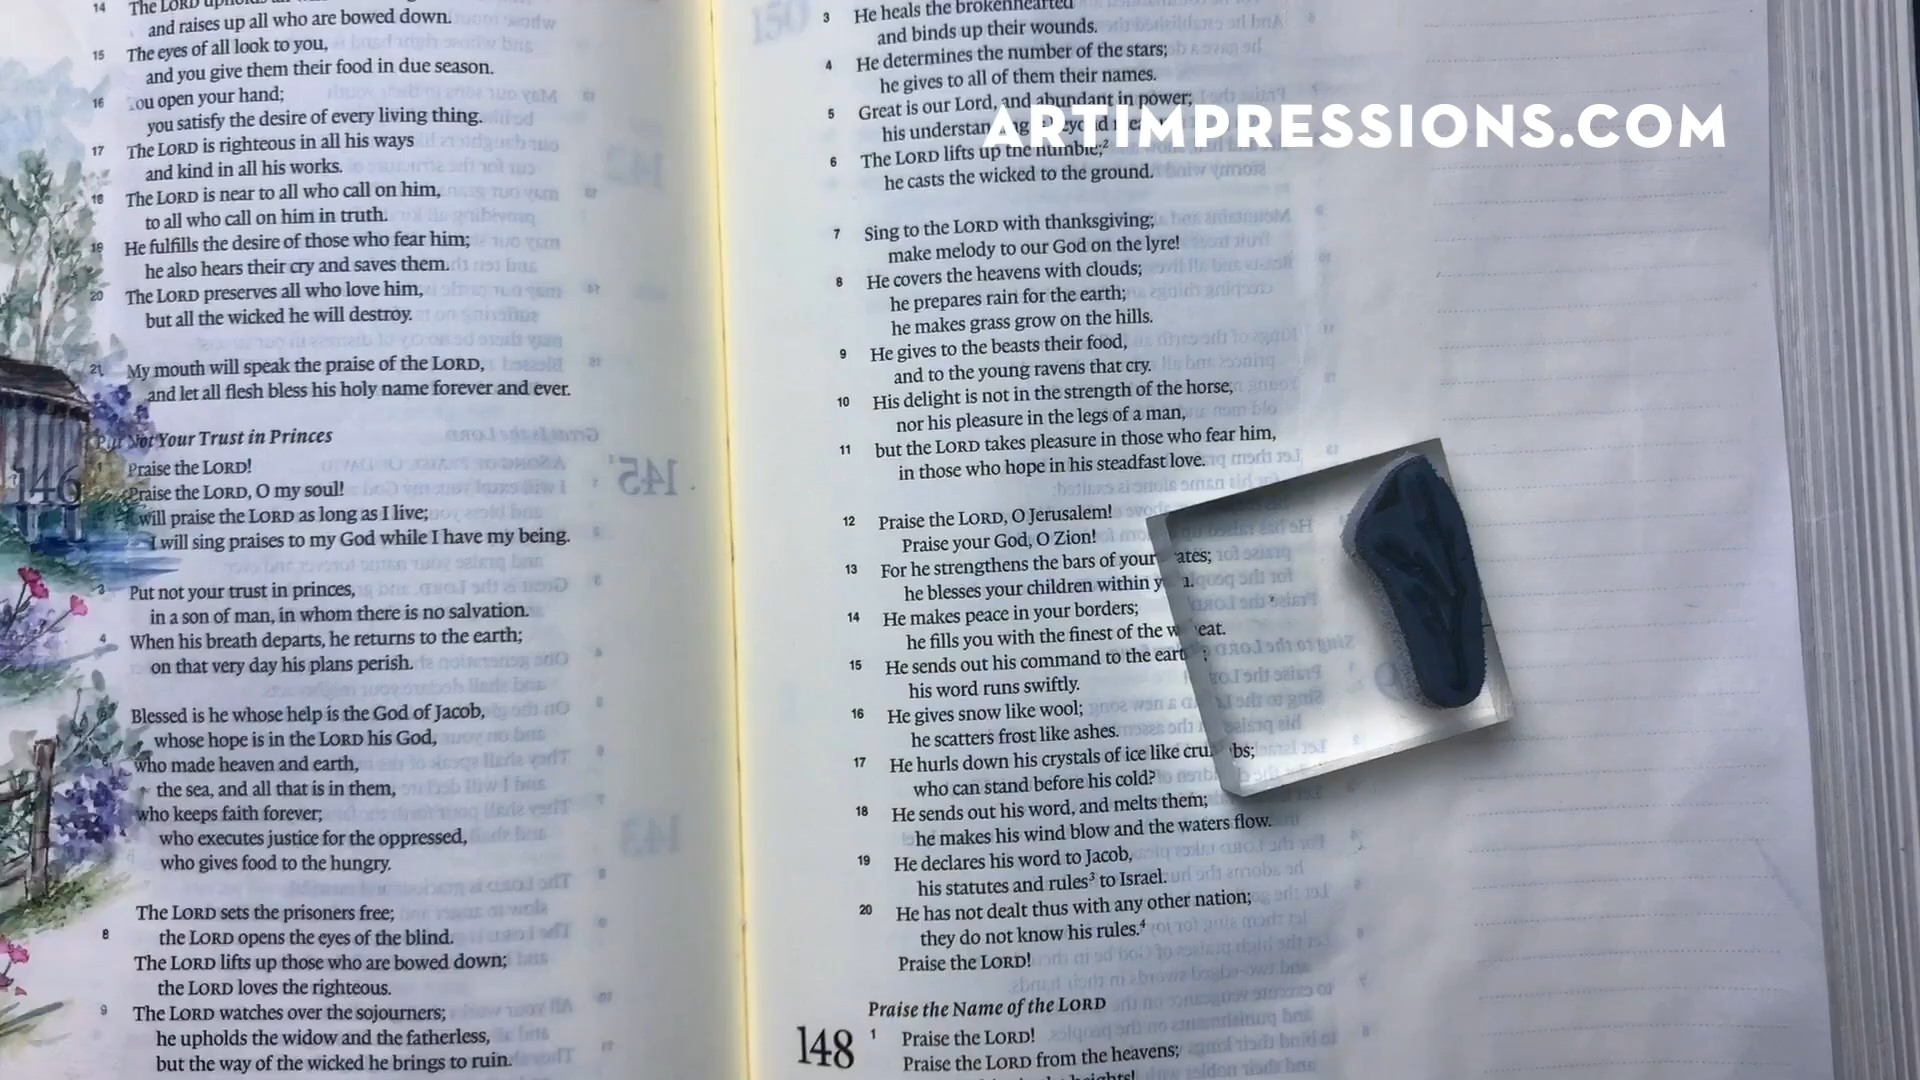 14 The LORD upholds all
and raises up all who are bowed down.
15 The eyes of all look to you,
and you give them their food in due season.
16 You open your hand;
you satisfy the desire of every living thing.
17 The LORD is righteous in all his ways
and kind in all his works.
18 The LORD is near to all who call on him,
to all who call on him in truth.
19 He fulfills the desire of those who fear him;
he also hears their cry and saves them.
20 The LORD preserves all who love him,
but all the wicked he will destroy.
21 My mouth will speak the praise of the LORD,
and let all flesh bless his holy name forever and ever.
Put Not Your Trust in Princes
146 1 Praise the LORD!
Praise the LORD, O my soul!
will praise the LORD as long as I live;
I will sing praises to my God while I have my being.
3 Put not your trust in princes,
in a son of man, in whom there is no salvation.
4 When his breath departs, he returns to the earth;
on that very day his plans perish.
Blessed is he whose help is the God of Jacob,
whose hope is in the LORD his God,
who made heaven and earth,
the sea, and all that is in them,
who keeps faith forever;
who executes justice for the oppressed,
who gives food to the hungry.
The LORD sets the prisoners free;
8 the LORD opens the eyes of the blind.
The LORD lifts up those who are bowed down;
the LORD loves the righteous.
9 The LORD watches over the sojourners;
he upholds the widow and the fatherless,
but the way of the wicked he brings to ruin.
3 He heals the brokenhearted
and binds up their wounds.
4 He determines the number of the stars;
he gives to all of them their names.
5 Great is our Lord, and abundant in power;
his understanding beyond
ARTIMPRESSIONS.COM
6 The LORD lifts up the humble;2
he casts the wicked to the ground.
7 Sing to the LORD with thanksgiving;
make melody to our God on the lyre!
8 He covers the heavens with clouds;
he prepares rain for the earth;
he makes grass grow on the hills.
9 He gives to the beasts their food,
and to the young ravens that cry.
10 His delight is not in the strength of the horse,
nor his pleasure in the legs of a man,
11 but the LORD takes pleasure in those who fear him,
in those who hope in his steadfast love.
12 Praise the LORD, O Jerusalem!
Praise your God, O Zion!
13 For he strengthens the bars of your gates;
he blesses your children within you.
14 He makes peace in your borders;
he fills you with the finest of the wheat.
15 He sends out his command to the earth;
his word runs swiftly.
16 He gives snow like wool;
he scatters frost like ashes.
17 He hurls down his crystals of ice like crumbs;
who can stand before his cold?
18 He sends out his word, and melts them;
he makes his wind blow and the waters flow.
19 He declares his word to Jacob,
his statutes and rules3 to Israel.
20 He has not dealt thus with any other nation;
they do not know his rules.4
Praise the LORD!
Praise the Name of the LORD
148 1 Praise the LORD!
Praise the LORD from the heavens;
heights!